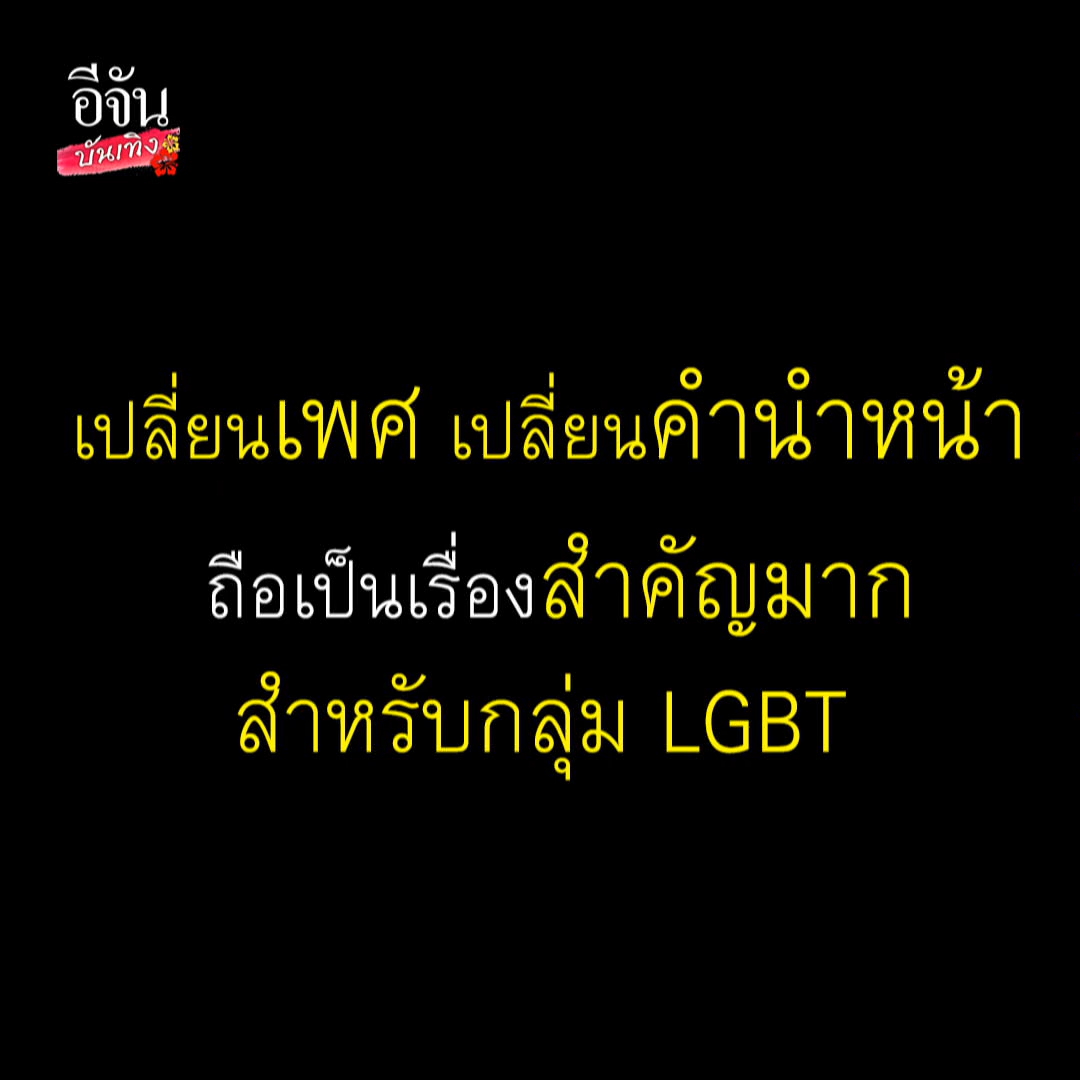 อีจัน
บันเทิง
เปลี่ยนเพศ เปลี่ยนคำนำหน้า
ถือเป็นเรื่องสำคัญมาก
สำหรับกลุ่ม LGBT